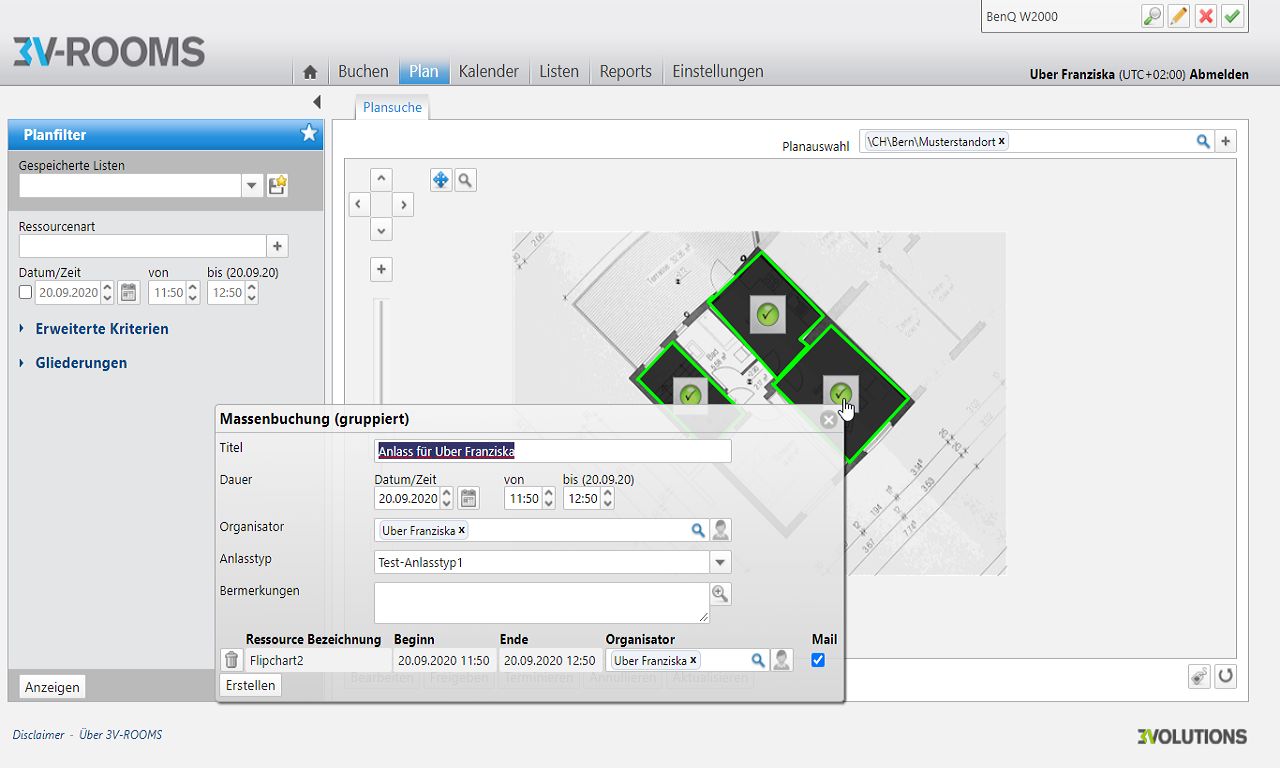 BenQ W2000
3V-ROOMS
Buchen Plan Kalender Listen Reports Einstellungen
Uber Franziska (UTC+02:00) Abmelden
Planfilter
Gespeicherte Listen
Ressourcenart
Datum/Zeit von bis (20.09.20)
20.09.2020 11:50 12:50
Erweiterte Kriterien
Gliederungen
Anzeigen
Plansuche
Planauswahl \CH\Bern\Musterstandort x
Bad
Massenbuchung (gruppiert)
Titel Anlass für Uber Franziska
Dauer Datum/Zeit von bis (20.09.20)
20.09.2020 11:50 12:50
Organisator Uber Franziska x
Anlasstyp Test-Anlasstyp1
Bermerkungen
Ressource Bezeichnung Beginn Ende Organisator Mail
Flipchart2 20.09.2020 11:50 20.09.2020 12:50 Uber Franziska x
Erstellen
Bearbeiten Freigeben Terminieren Annullieren Aktualisieren
Disclaimer - Über 3V-ROOMS
3VOLUTIONS